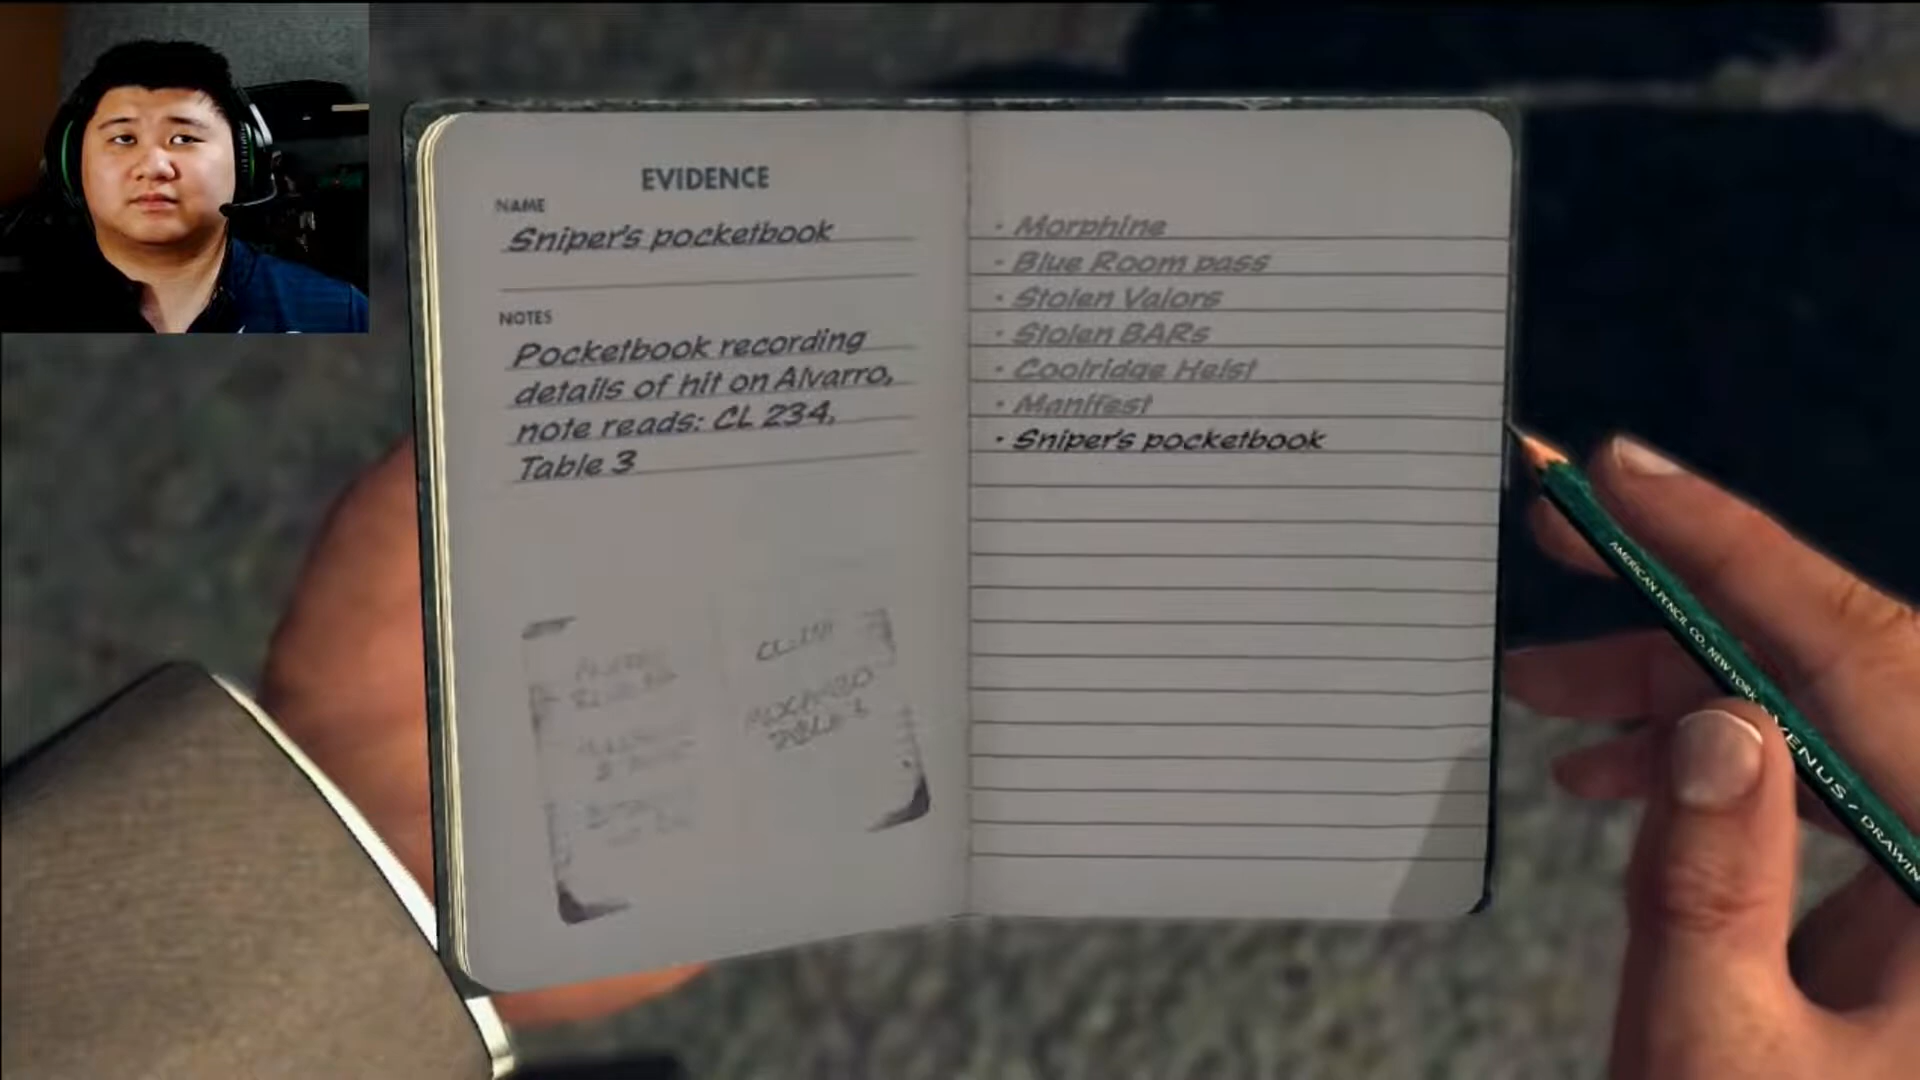 EVIDENCE
NAME
Sniper's pocketbook
NOTES
Pocketbook recording
details of hit on Alvarro,
note reads: CL 234,
Table 3
• Morphine
• Blue Room pass
• Stolen Valors
• Stolen BARs
• Coolridge Heist
• Manifest
• Sniper's pocketbook
AMERICAN PENCIL CO. NEW YORK VENUS / DRAWIN